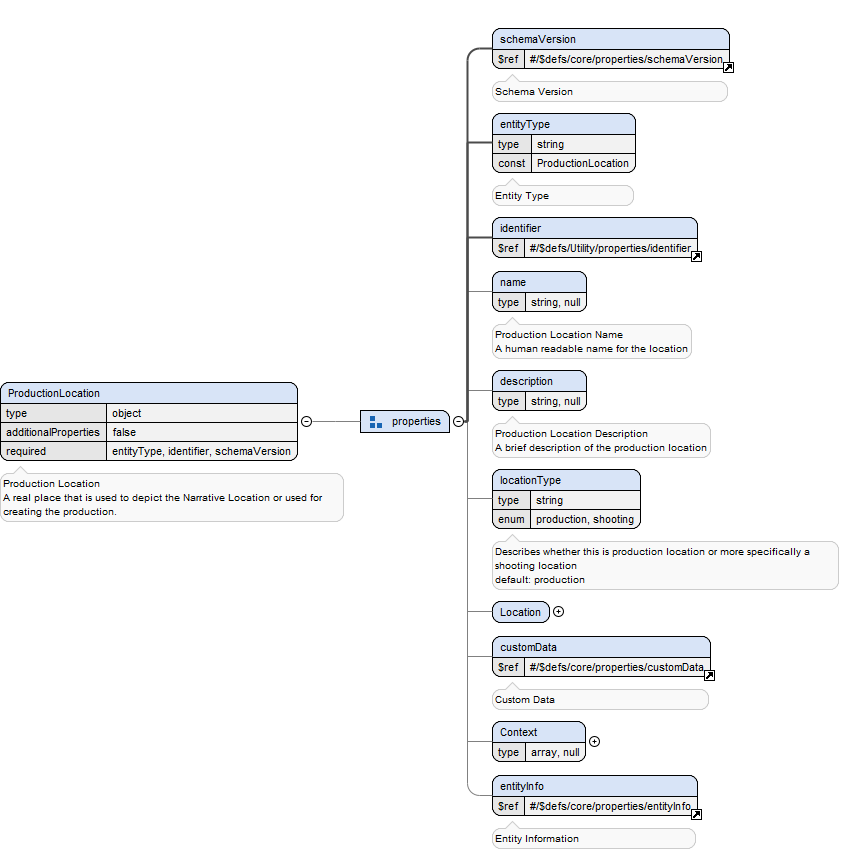 ProductionLocation
type object
additionalProperties false
required entityType, identifier, schemaVersion
Production Location
A real place that is used to depict the Narrative Location or used for
creating the production.
properties
schemaVersion
$ref #/$defs/core/properties/schemaVersion
Schema Version
entityType
type string
const ProductionLocation
Entity Type
identifier
$ref #/$defs/Utility/properties/identifier
name
type string, null
Production Location Name
A human readable name for the location
description
type string, null
Production Location Description
A brief description of the production location
locationType
type string
enum production, shooting
Describes whether this is production location or more specifically a
shooting location
default: production
Location
customData
$ref #/$defs/core/properties/customData
Custom Data
Context
type array, null
entityInfo
$ref #/$defs/core/properties/entityInfo
Entity Information